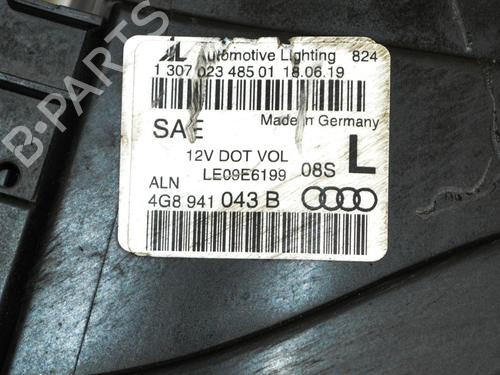 AL Automotive Lighting 824
1 307 023 485 01 18.06.19
SAE Made in Germany
12V DOT VOL
LE09E6199 08S L
ALN
4G8 941 043 B
B-PARTS